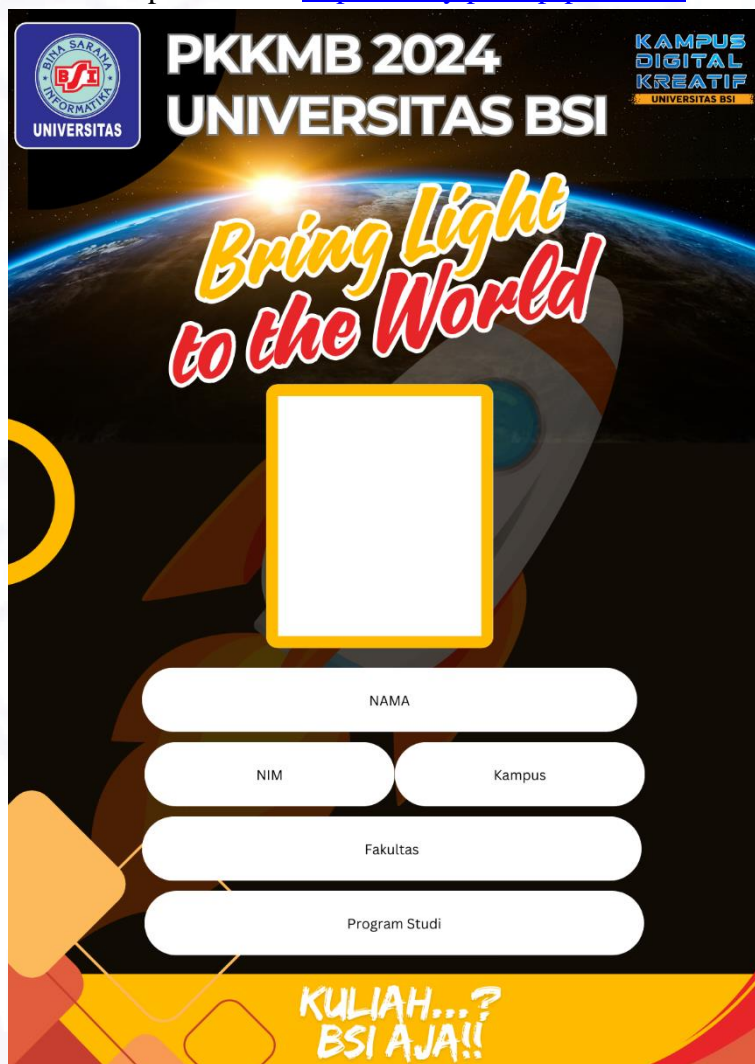 BINA SARANA
INFORMATIKA
BSI
UNIVERSITAS
PKKMB 2024
UNIVERSITAS BSI
KAMPUS
DIGITAL
KREATIF
UNIVERSITAS BSI
Bring Light
to the World
NAMA
NIM
Kampus
Fakultas
Program Studi
KULIAH...?
BSI AJA!!